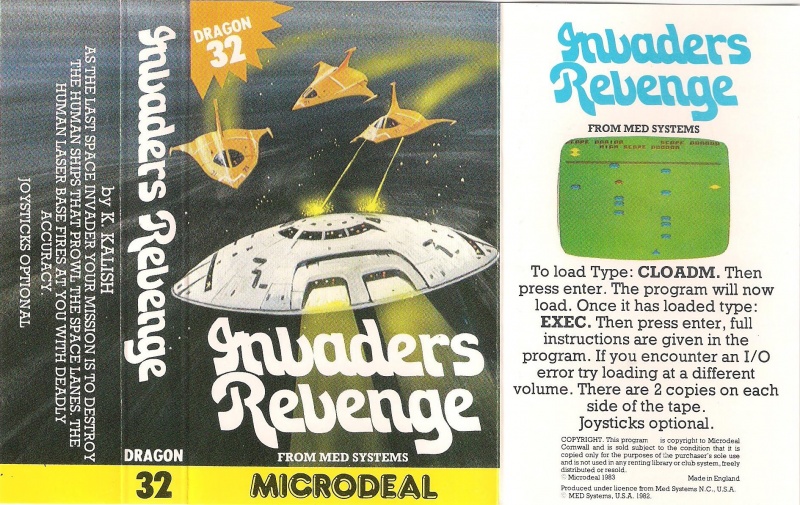 by K. KALISH
AS THE LAST SPACE INVADER YOUR MISSION IS TO DESTROY
THE HUMAN SHIPS THAT PROWL THE SPACE LANES. THE
HUMAN LASER BASE FIRES AT YOU WITH DEADLY
ACCURACY.
JOYSTICKS OPTIONAL
Invaders Revenge
DRAGON
32
DRAGON
32
Invaders
Revenge
FROM MED SYSTEMS
MICRODEAL
Invaders
Revenge
FROM MED SYSTEMS
HIGH SCORE 000000
To load Type: CLOADM. Then
press enter. The program will now
load. Once it has loaded type:
EXEC. Then press enter, full
instructions are given in the
program. If you encounter an I/O
error try loading at a different
volume. There are 2 copies on each
side of the tape.
Joysticks optional.
COPYRIGHT. This program is copyright to Microdeal
Cornwall and is sold subject to the condition that it is
copied only for the purposes of the purchaser's sole use
and is not used in any renting library or club system, freely
distributed or resold.
© Microdeal 1983 Made in England
Produced under licence from Med Systems N.C., U.S.A.
© MED Systems, U.S.A. 1982.